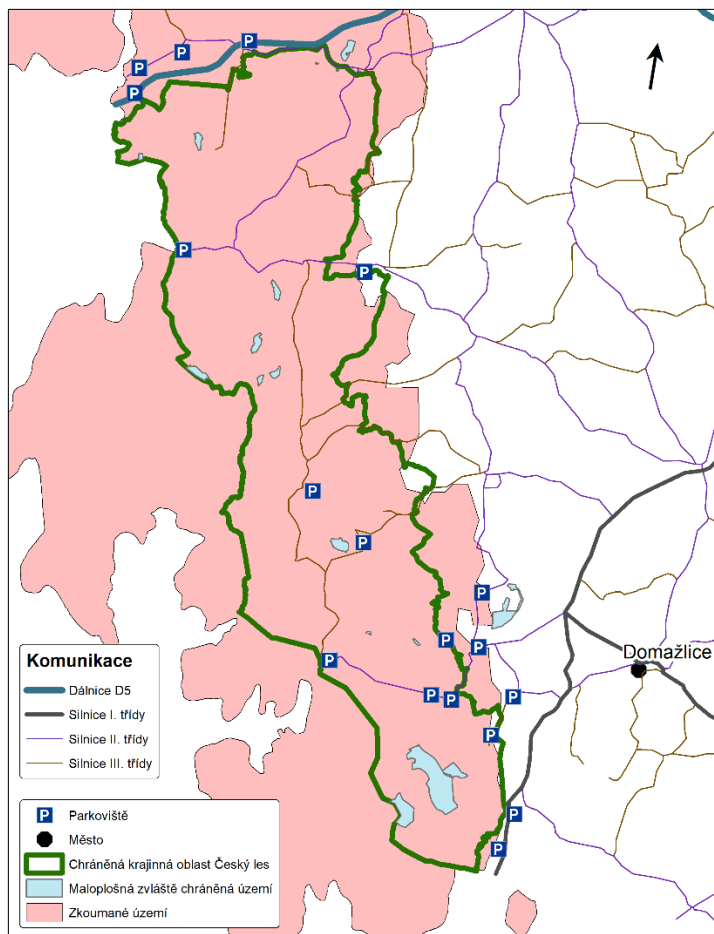 P
P
P
P
P
P
P
P
P
Domažlice
P
P
P
P
P
P
P
P
P
Komunikace
Dálnice D5
Silnice I. třídy
Silnice II. třídy
Silnice III. třídy
P Parkoviště
Město
Chráněná krajinná oblast Český les
Maloplošná zvláště chráněná území
Zkoumané území